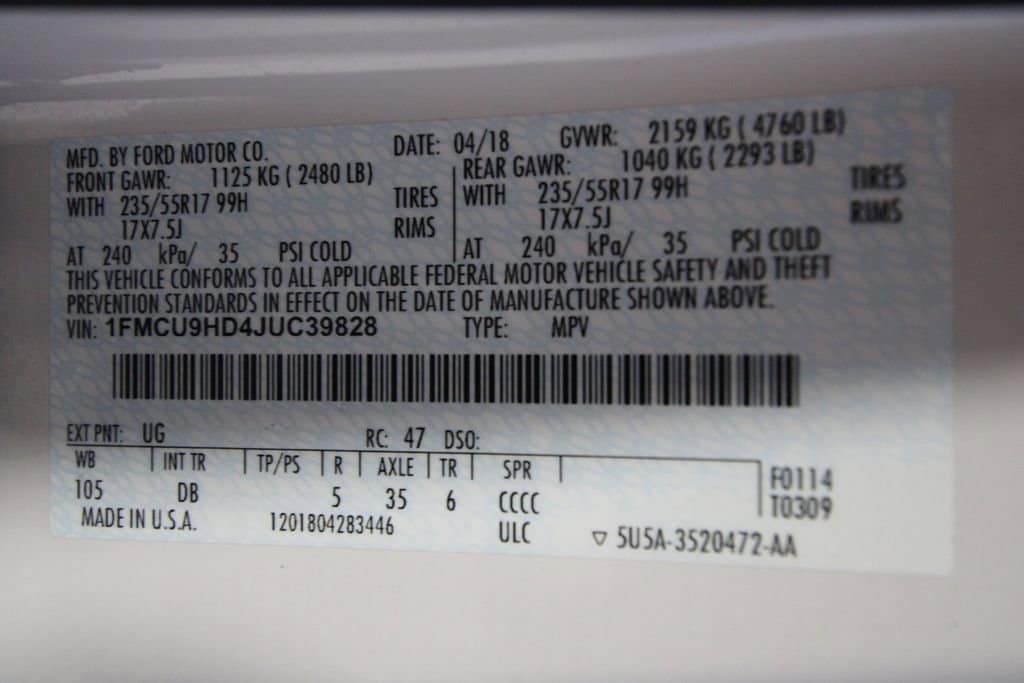 MFD. BY FORD MOTOR CO. DATE: 04/18 GVWR: 2159 KG ( 4760 LB)
FRONT GAWR: 1125 KG ( 2480 LB) REAR GAWR: 1040 KG ( 2293 LB)
WITH 235/55R17 99H TIRES WITH 235/55R17 99H TIRES
17X7.5J RIMS 17X7.5J RIMS
AT 240 kPa/ 35 PSI COLD AT 240 kPa/ 35 PSI COLD
THIS VEHICLE CONFORMS TO ALL APPLICABLE FEDERAL MOTOR VEHICLE SAFETY AND THEFT
PREVENTION STANDARDS IN EFFECT ON THE DATE OF MANUFACTURE SHOWN ABOVE.
VIN: 1FMCU9HD4JUC39828 TYPE: MPV
EXT PNT: UG RC: 47 DSO:
WB INT TR TP/PS R AXLE TR SPR F0114
105 DB 5 35 6 CCCC T0309
MADE IN U.S.A. 1201804283446 ULC ▽ 5U5A-3520472-AA